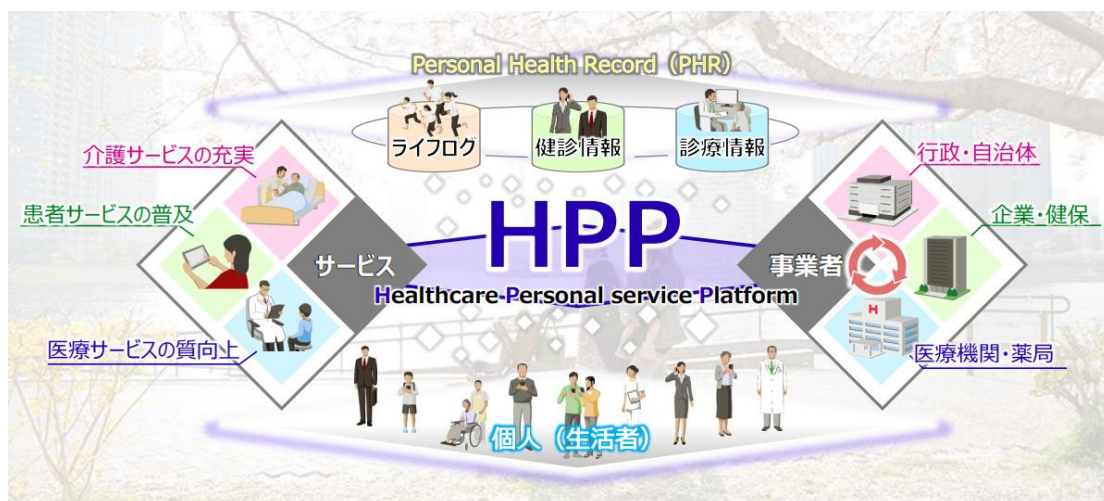 Personal Health Record（PHR）
ライフログ
健診情報
診療情報
介護サービスの充実
患者サービスの普及
医療サービスの質向上
サービス
HPP
Healthcare Personal service Platform
事業者
行政・自治体
企業・健保
H
医療機関・薬局
個人（生活者）